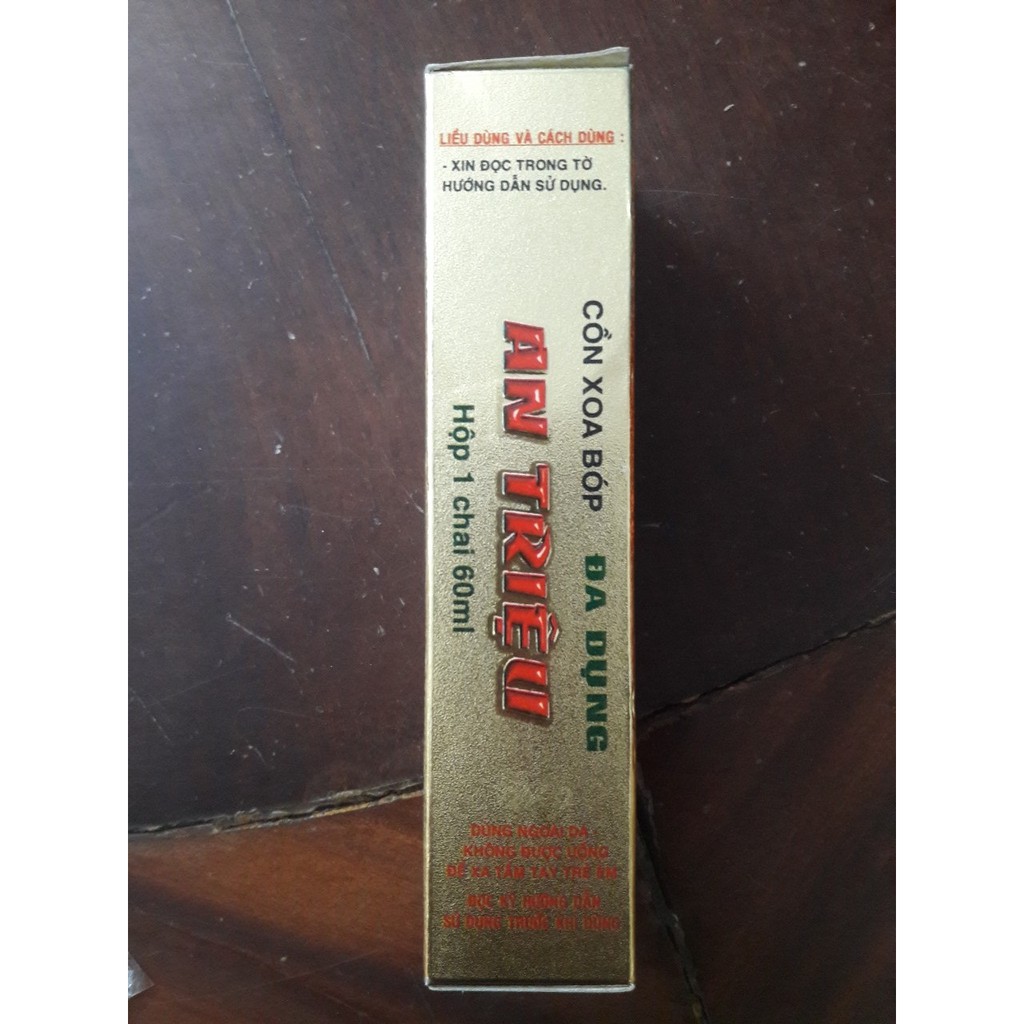 LIỀU DÙNG VÀ CÁCH DÙNG :
- XIN ĐỌC TRONG TỜ
HƯỚNG DẪN SỬ DỤNG.
CỒN XOA BÓP ĐA DỤNG
AN TRIỆU
Hộp 1 chai 60ml
DÙNG NGOÀI DA
KHÔNG ĐƯỢC UỐNG
ĐỂ XA TẦM TAY TRẺ EM
ĐỌC KỸ HƯỚNG DẪN
SỬ DỤNG TRƯỚC KHI DÙNG